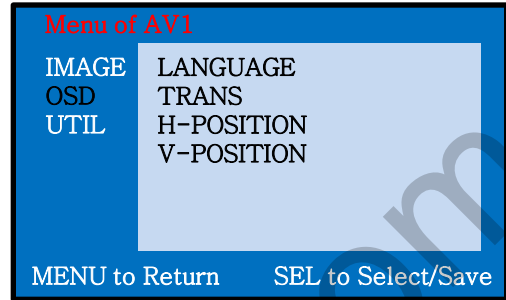 Menu of AV1
IMAGE LANGUAGE
OSD TRANS
UTIL H-POSITION
V-POSITION
MENU to Return SEL to Select/Save